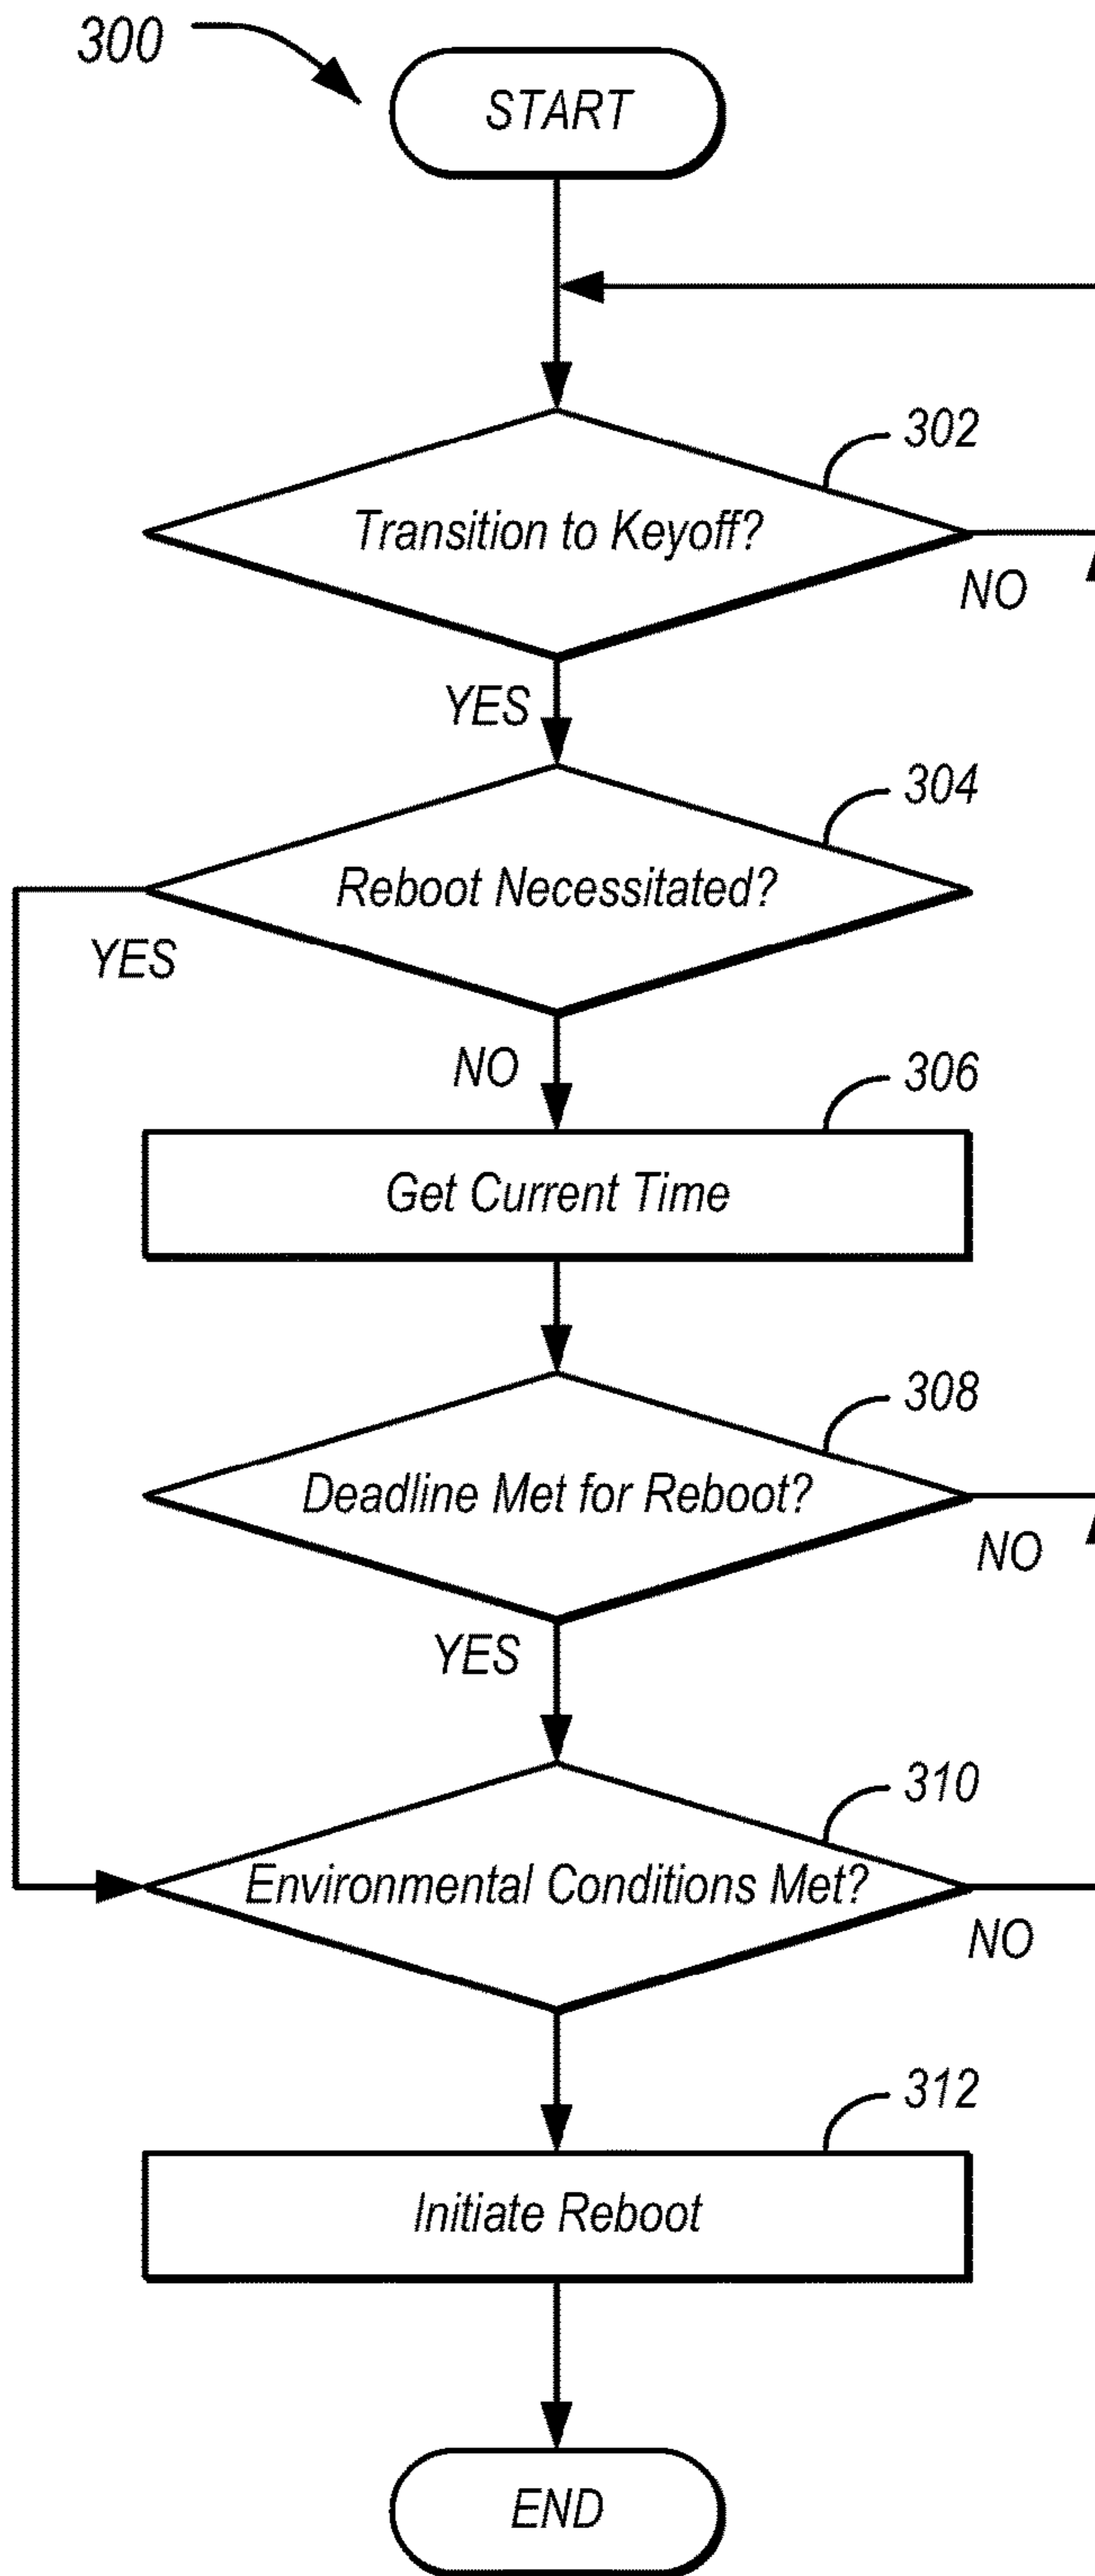 300
START
302
Transition to Keyoff?
NO
YES
304
Reboot Necessitated?
YES
NO
306
Get Current Time
308
Deadline Met for Reboot?
NO
YES
310
Environmental Conditions Met?
NO
312
Initiate Reboot
END